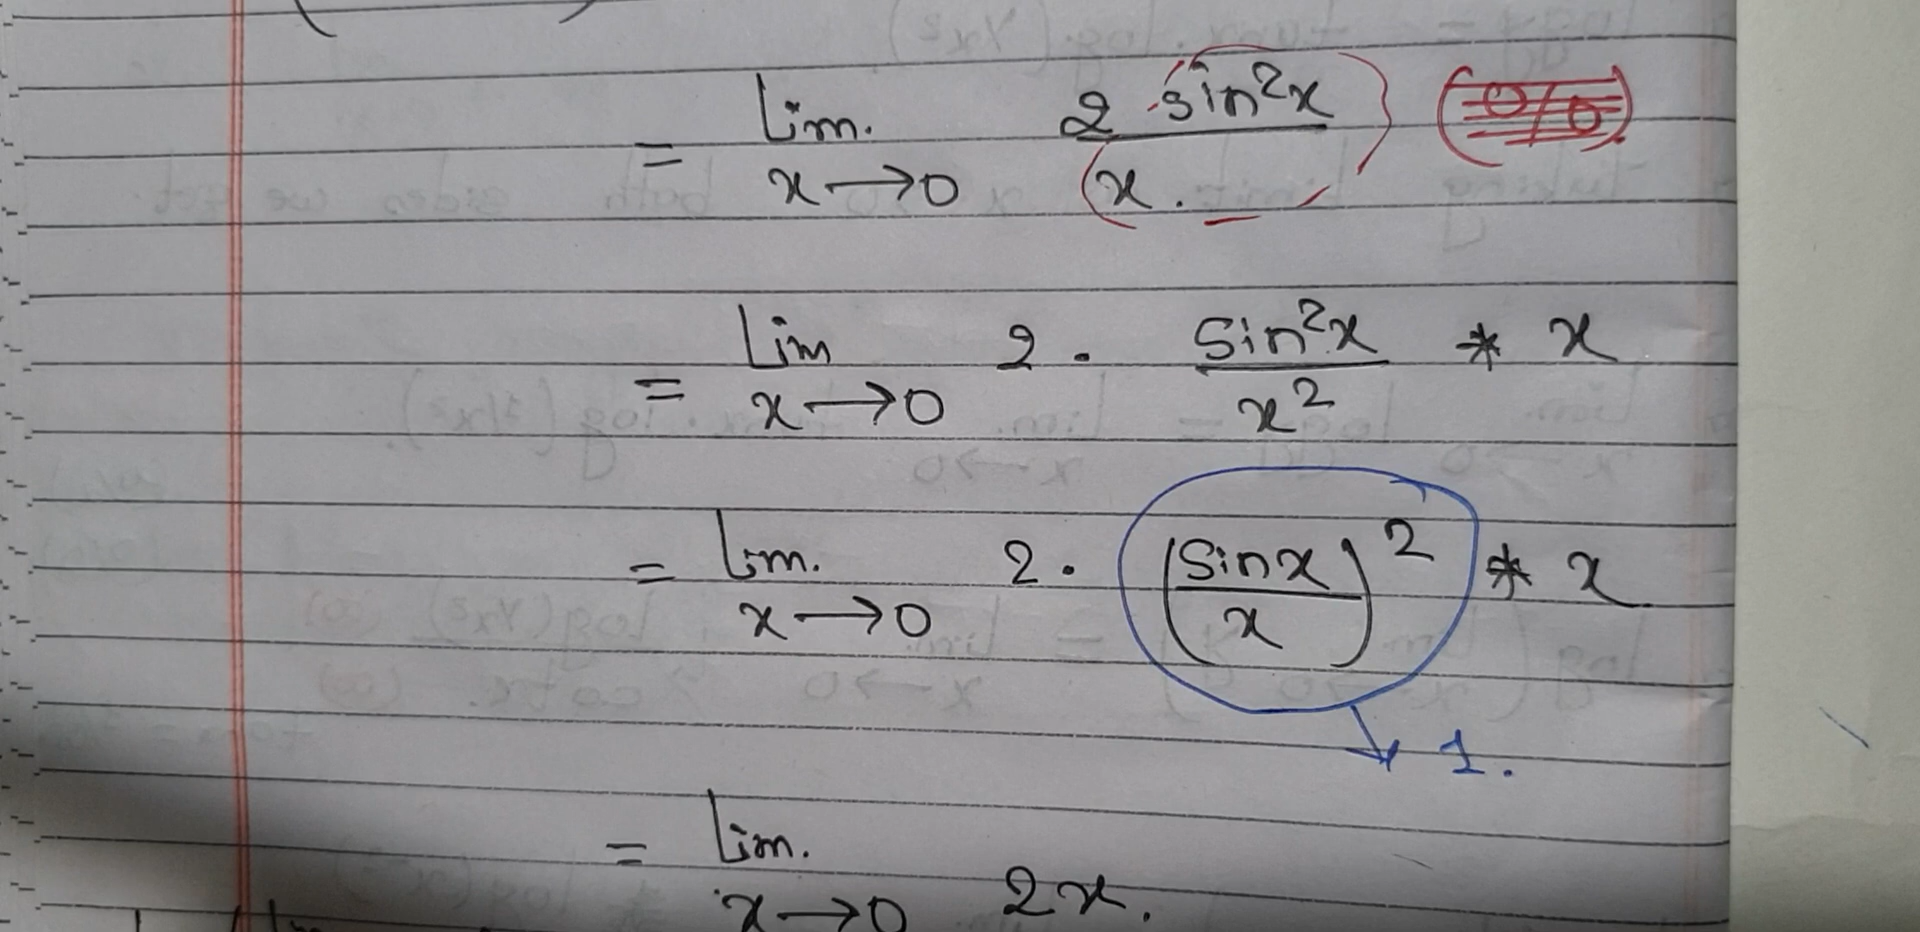 = lim. x→0 2 sin²x / x. (0/0)
= lim x→0 2 . sin²x / x² * x
= lim. x→0 2 . (sinx / x)² * x
↓ 1.
= lim. x→0 2x.